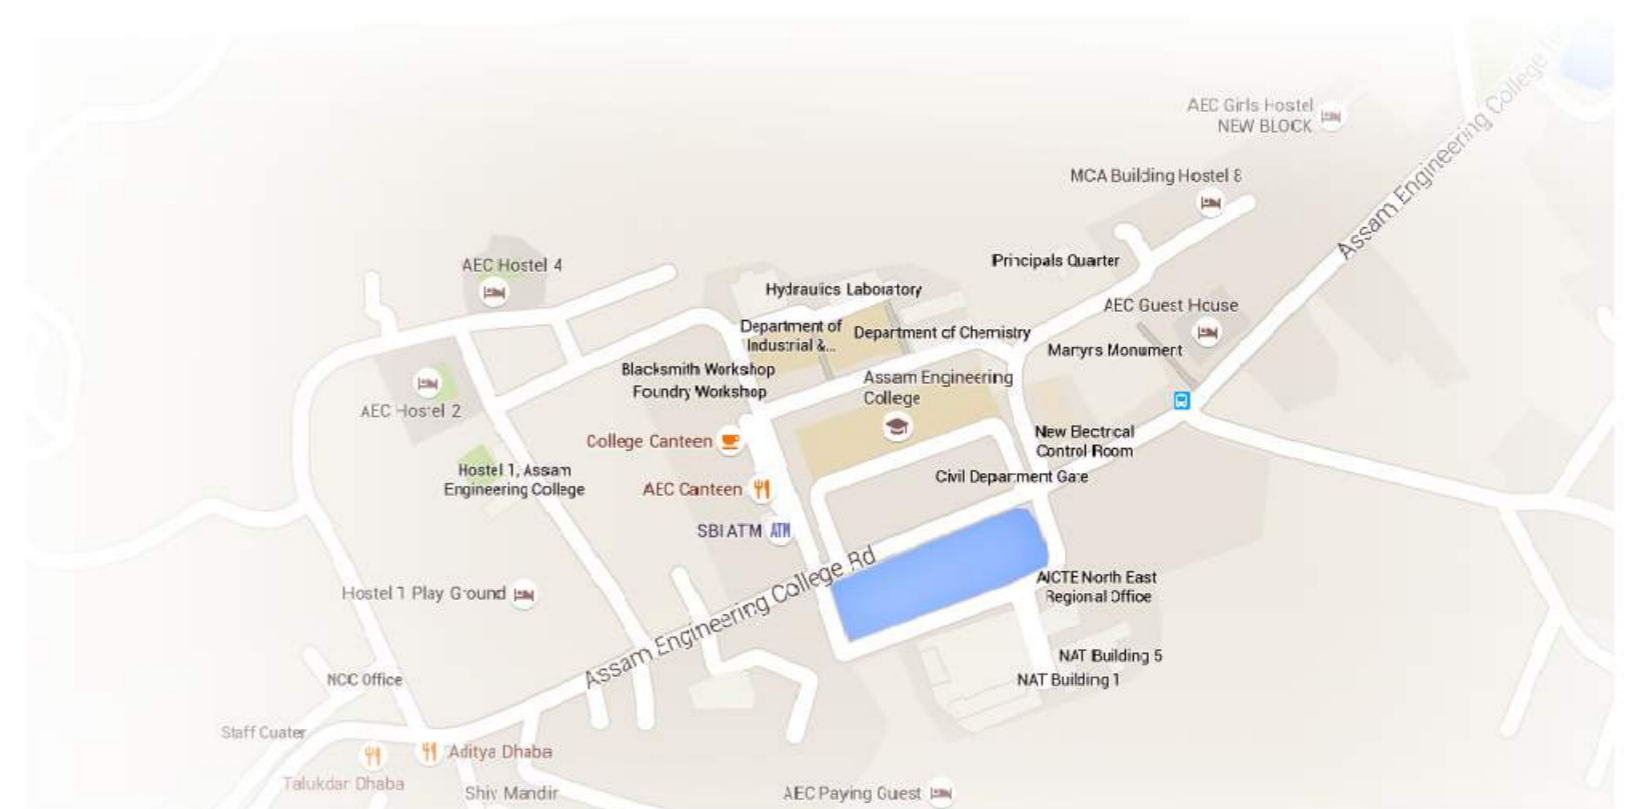 AEC Girls Hostel
NEW BLOCK
Assam Engineering College R
MCA Building Hostel 8
Principals Quarter
AEC Hostel 4
Hydraulics Laboratory
AEC Guest House
Department of
Industrial &...
Department of Chemistry
Martyrs Monument
Blacksmith Workshop
Foundry Workshop
Assam Engineering
College
AEC Hostel 2
College Canteen
New Electrical
Control Room
Hostel 1, Assam
Engineering College
Civil Department Gate
AEC Canteen
SBI ATM
ATM
Assam Engineering College Rd
AICTE North East
Regional Office
Hostel 1 Play Ground
NAT Building 5
NAT Building 1
NCC Office
Staff Cuater
Aditya Dhaba
Talukdar Dhaba
Shiv Mandir
AEC Paying Guest